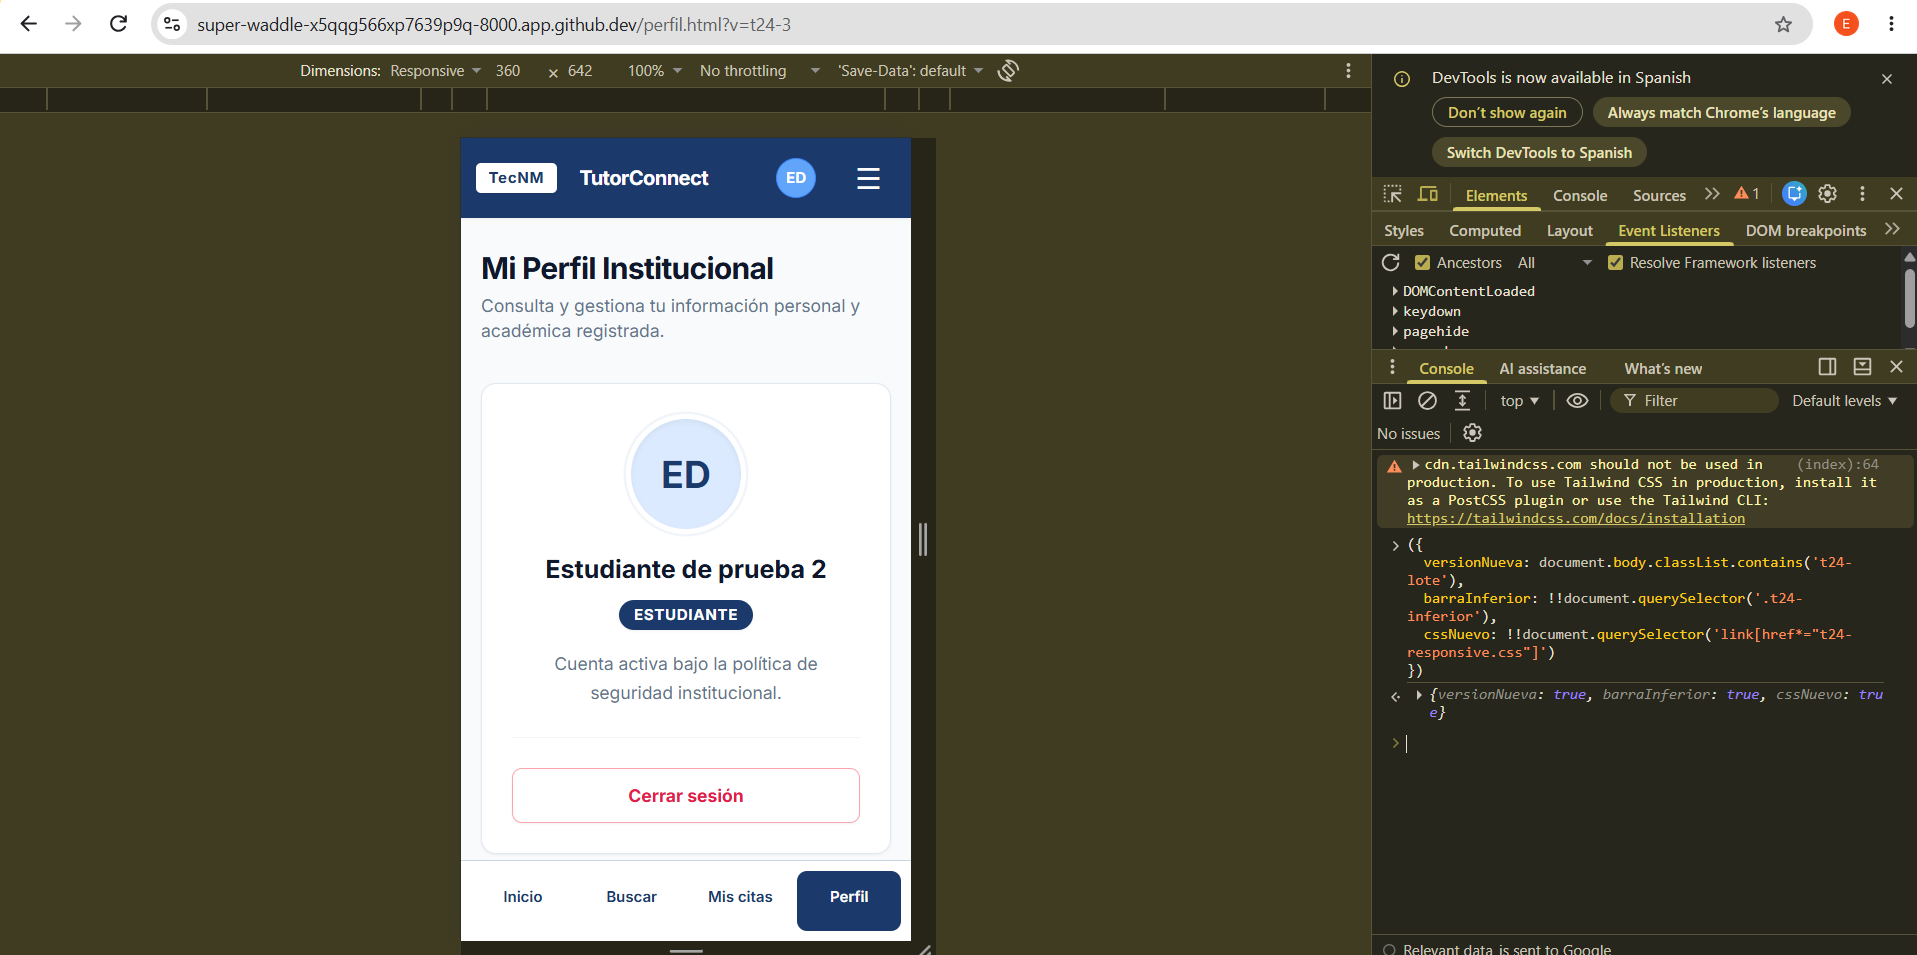 super-waddle-x5qqg566xp7639p9q-8000.app.github.dev/perfil.html?v=t24-3
E
Dimensions: Responsive 360 × 642 100% No throttling 'Save-Data': default
TecNM TutorConnect ED
Mi Perfil Institucional
Consulta y gestiona tu información personal y
académica registrada.
ED
Estudiante de prueba 2
ESTUDIANTE
Cuenta activa bajo la política de
seguridad institucional.
Cerrar sesión
Inicio Buscar Mis citas Perfil
DevTools is now available in Spanish
Don't show again Always match Chrome's language
Switch DevTools to Spanish
Elements Console Sources 1
Styles Computed Layout Event Listeners DOM breakpoints
Ancestors All Resolve Framework listeners
DOMContentLoaded
keydown
pagehide
Console AI assistance What's new
top Filter Default levels
No issues
cdn.tailwindcss.com should not be used in (index):64
production. To use Tailwind CSS in production, install it
as a PostCSS plugin or use the Tailwind CLI:
https://tailwindcss.com/docs/installation
({
versionNueva: document.body.classList.contains('t24-
lote'),
barraInferior: !!document.querySelector('.t24-
inferior'),
cssNuevo: !!document.querySelector('link[href*="t24-
responsive.css"]')
})
{versionNueva: true, barraInferior: true, cssNuevo: tru
e}
Relevant data is sent to Google